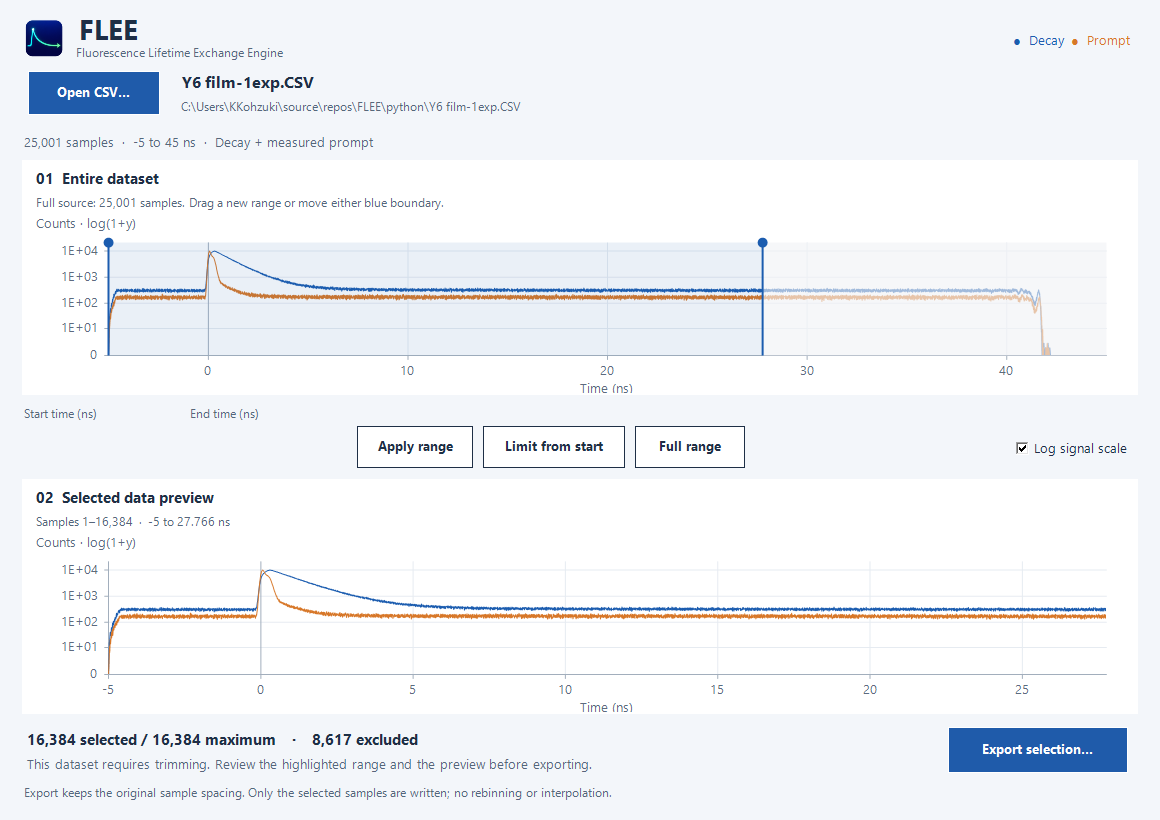 FLEE
Fluorescence Lifetime Exchange Engine
● Decay ● Prompt
Open CSV...
Y6 film-1exp.CSV
C:\Users\KKohzuki\source\repos\FLEE\python\Y6 film-1exp.CSV
25,001 samples · -5 to 45 ns · Decay + measured prompt
01 Entire dataset
Full source: 25,001 samples. Drag a new range or move either blue boundary.
Counts · log(1+y)
1E+04
1E+03
1E+02
1E+01
0
0 10 20 30 40
Time (ns)
Start time (ns) End time (ns)
Apply range Limit from start Full range Log signal scale
02 Selected data preview
Samples 1–16,384 · -5 to 27.766 ns
Counts · log(1+y)
1E+04
1E+03
1E+02
1E+01
0
-5 0 5 10 15 20 25
Time (ns)
16,384 selected / 16,384 maximum · 8,617 excluded
This dataset requires trimming. Review the highlighted range and the preview before exporting.
Export selection...
Export keeps the original sample spacing. Only the selected samples are written; no rebinning or interpolation.